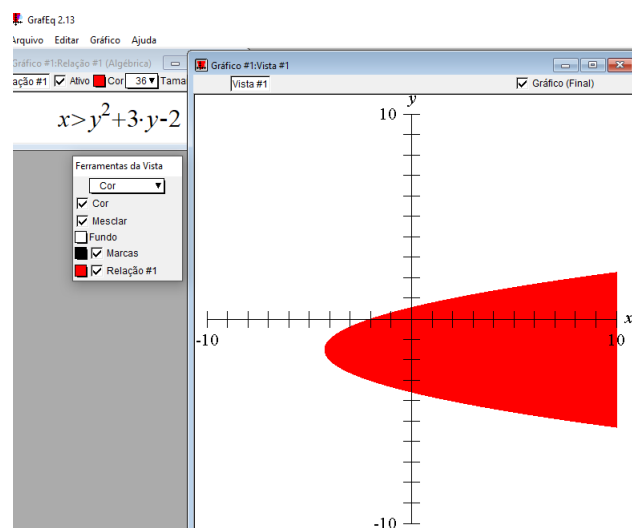 GrafEq 2.13
Arquivo Editar Gráfico Ajuda
Gráfico #1:Relação #1 (Algébrica)
ação #1 Ativo Cor 36 Tama
x>y²+3·y-2
Ferramentas da Vista
Cor
Cor
Mesclar
Fundo
Marcas
Relação #1
Gráfico #1:Vista #1
Vista #1 Gráfico (Final)
y
10
x
-10 10
-10